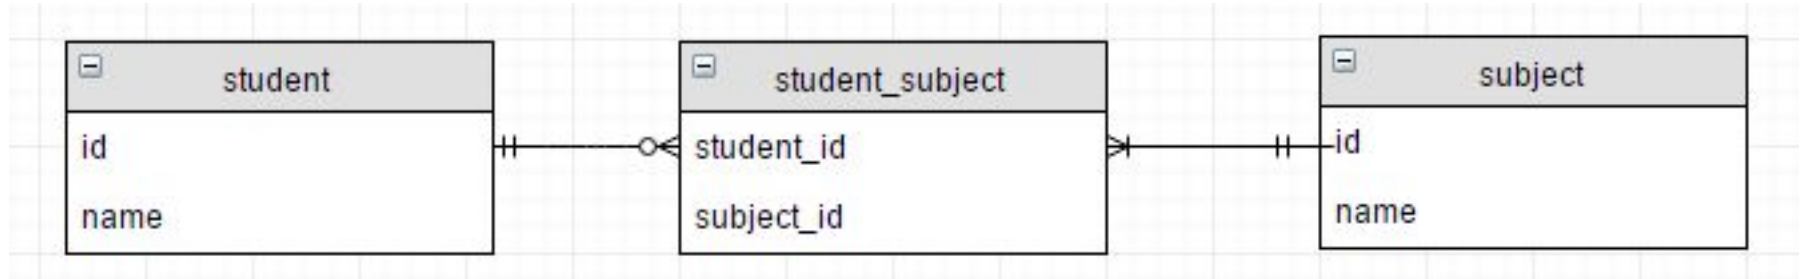 student
id
name
student_subject
student_id
subject_id
subject
id
name